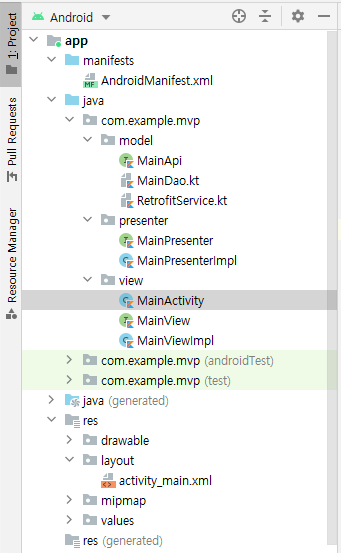 Android
1: Project
Pull Requests
Resource Manager
app
manifests
AndroidManifest.xml
java
com.example.mvp
model
MainApi
MainDao.kt
RetrofitService.kt
presenter
MainPresenter
MainPresenterImpl
view
MainActivity
MainView
MainViewImpl
com.example.mvp (androidTest)
com.example.mvp (test)
java (generated)
res
drawable
layout
activity_main.xml
mipmap
values
res (generated)